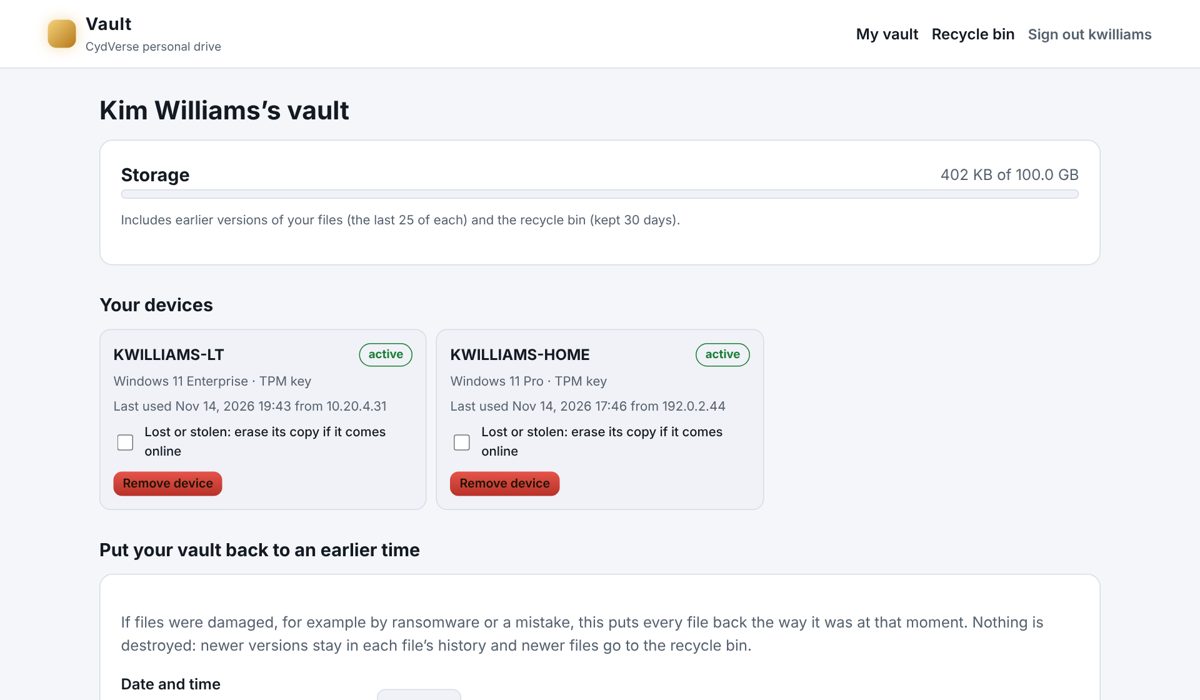 Vault
CydVerse personal drive
My vault Recycle bin Sign out kwilliams
Kim Williams’s vault
Storage 402 KB of 100.0 GB
Includes earlier versions of your files (the last 25 of each) and the recycle bin (kept 30 days).
Your devices
KWILLIAMS-LT active
Windows 11 Enterprise · TPM key
Last used Nov 14, 2026 19:43 from 10.20.4.31
Lost or stolen: erase its copy if it comes
online
Remove device
KWILLIAMS-HOME active
Windows 11 Pro · TPM key
Last used Nov 14, 2026 17:46 from 192.0.2.44
Lost or stolen: erase its copy if it comes
online
Remove device
Put your vault back to an earlier time
If files were damaged, for example by ransomware or a mistake, this puts every file back the way it was at that moment. Nothing is
destroyed: newer versions stay in each file’s history and newer files go to the recycle bin.
Date and time